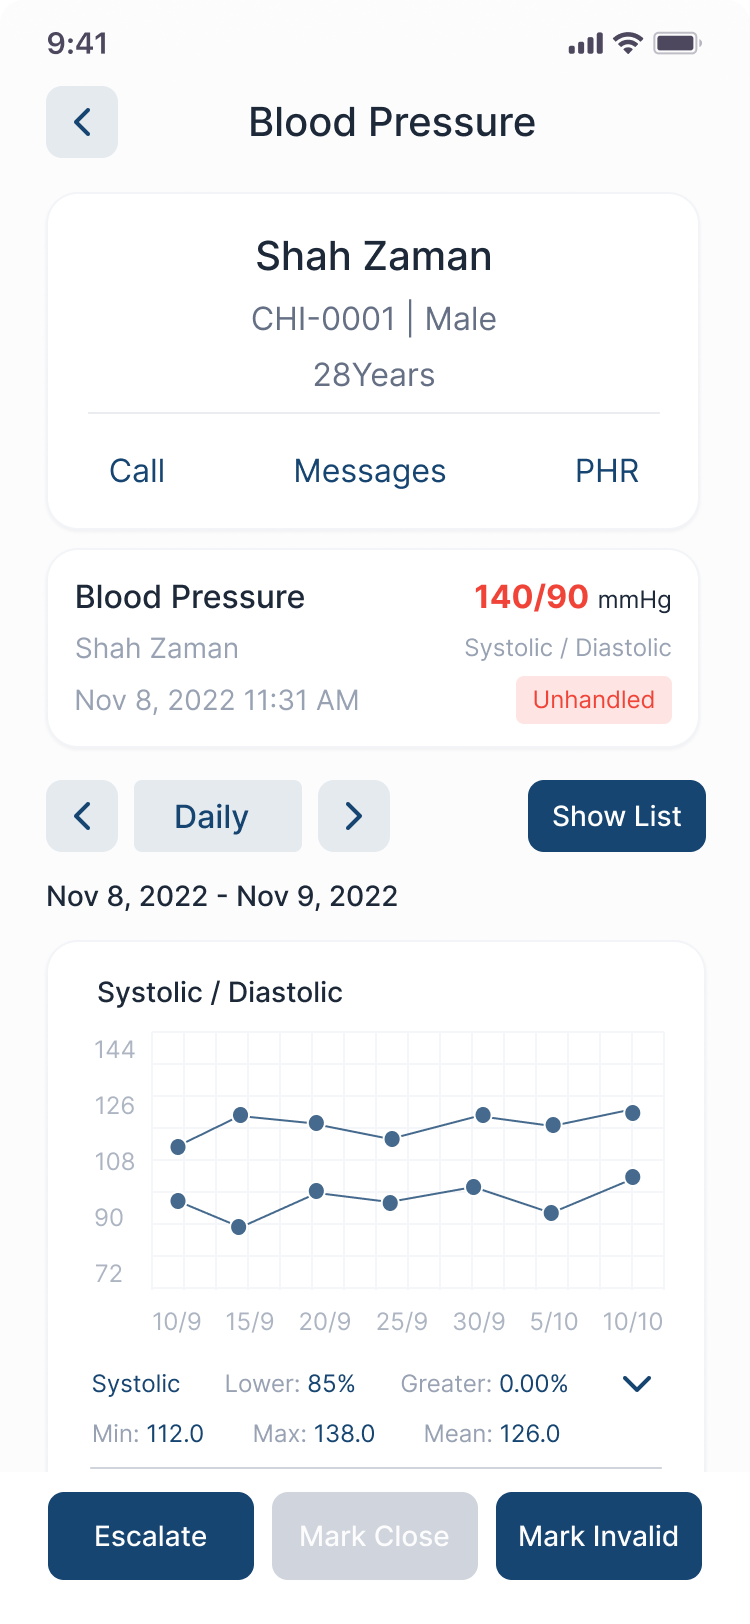 9:41
Blood Pressure
Shah Zaman
CHI-0001 | Male
28Years
Call Messages PHR
Blood Pressure 140/90 mmHg
Shah Zaman Systolic / Diastolic
Nov 8, 2022 11:31 AM Unhandled
Daily Show List
Nov 8, 2022 - Nov 9, 2022
Systolic / Diastolic
144
126
108
90
72
10/9 15/9 20/9 25/9 30/9 5/10 10/10
Systolic Lower: 85% Greater: 0.00%
Min: 112.0 Max: 138.0 Mean: 126.0
Escalate Mark Close Mark Invalid